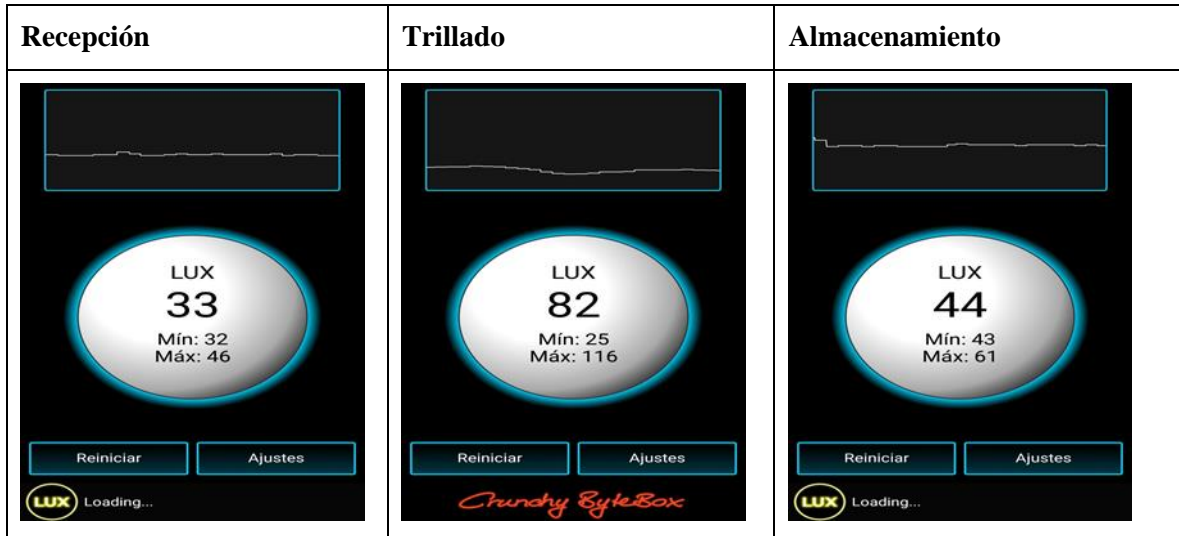 Recepción
Trillado
Almacenamiento
LUX
33
Mín: 32
Máx: 46
Reiniciar
Ajustes
LUX
Loading...
LUX
82
Mín: 25
Máx: 116
Reiniciar
Ajustes
Crunchy ByteBox
LUX
44
Mín: 43
Máx: 61
Reiniciar
Ajustes
LUX
Loading...